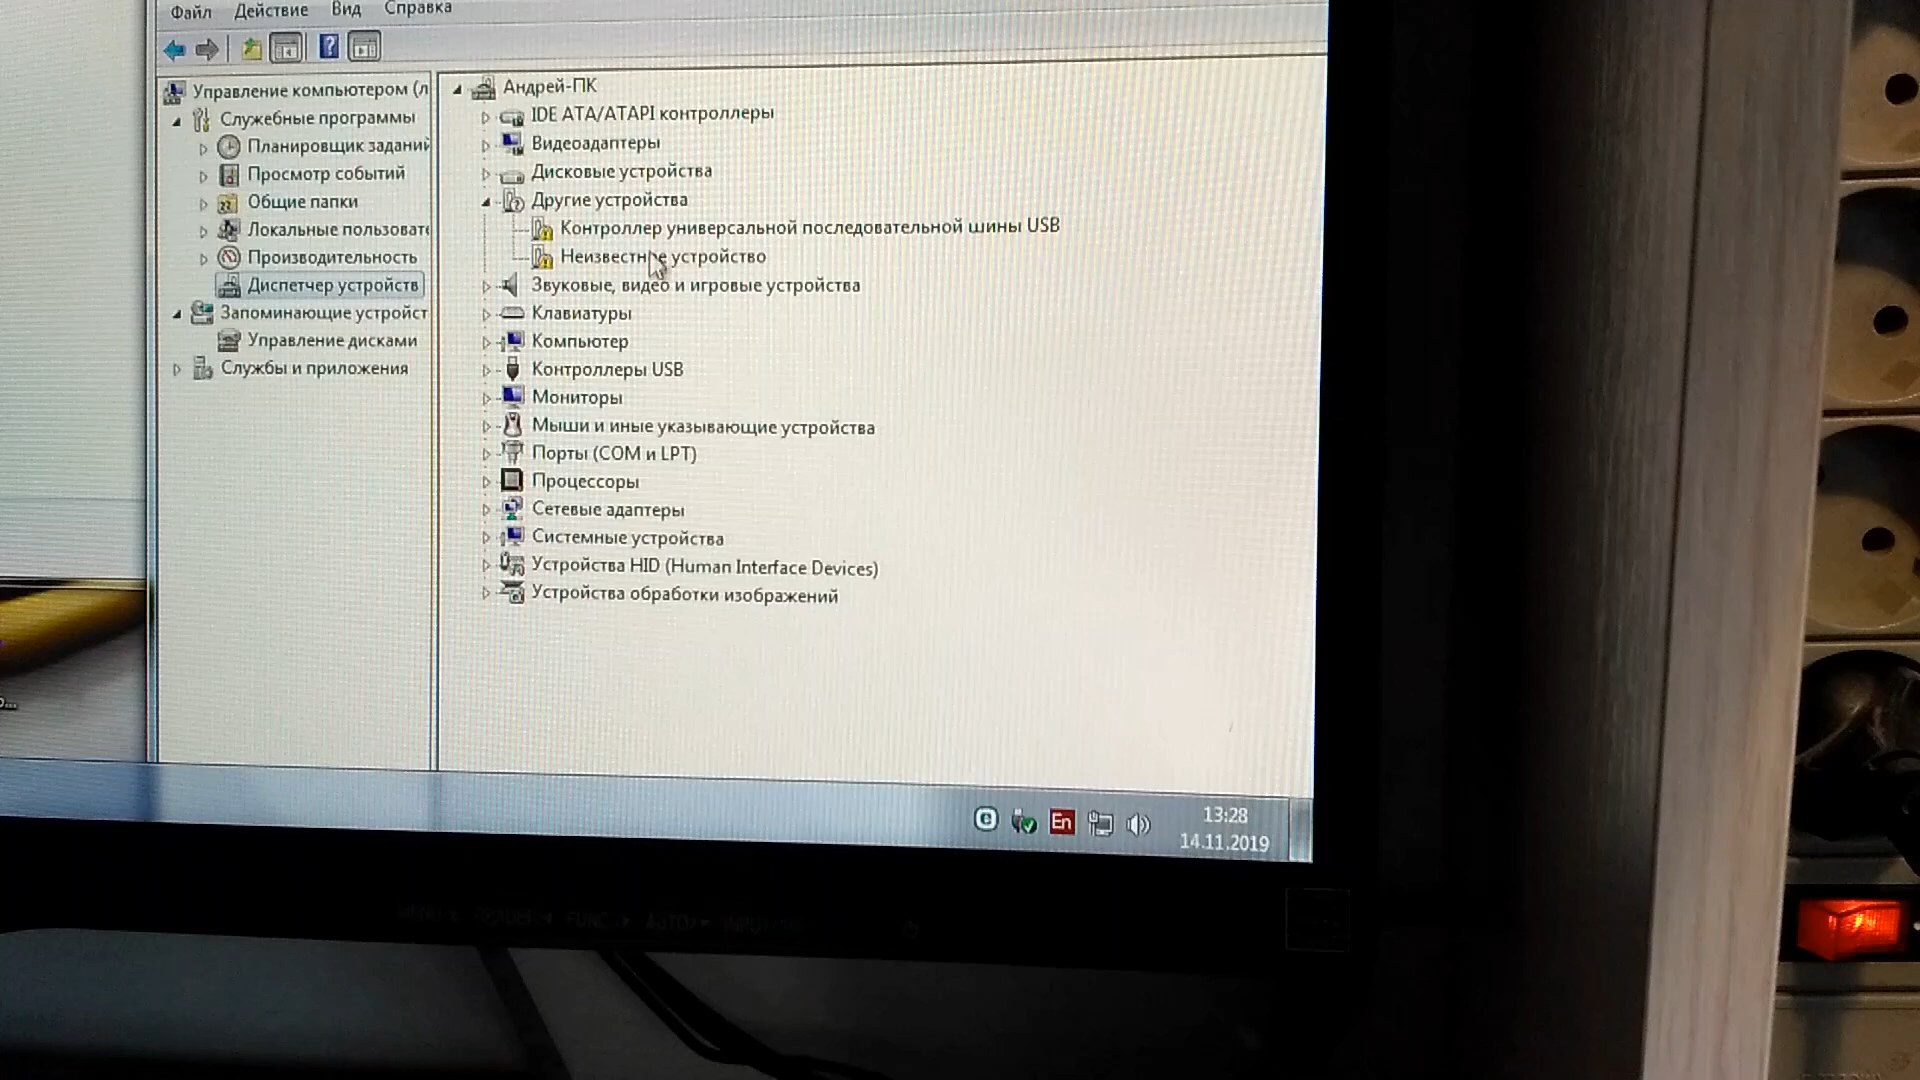 Файл Действие Вид Справка
Управление компьютером (л
Служебные программы
Планировщик заданий
Просмотр событий
Общие папки
Локальные пользоват
Производительность
Диспетчер устройств
Запоминающие устройст
Управление дисками
Службы и приложения
Андрей-ПК
IDE ATA/ATAPI контроллеры
Видеоадаптеры
Дисковые устройства
Другие устройства
Контроллер универсальной последовательной шины USB
Неизвестное устройство
Звуковые, видео и игровые устройства
Клавиатуры
Компьютер
Контроллеры USB
Мониторы
Мыши и иные указывающие устройства
Порты (COM и LPT)
Процессоры
Сетевые адаптеры
Системные устройства
Устройства HID (Human Interface Devices)
Устройства обработки изображений
En
13:28
14.11.2019